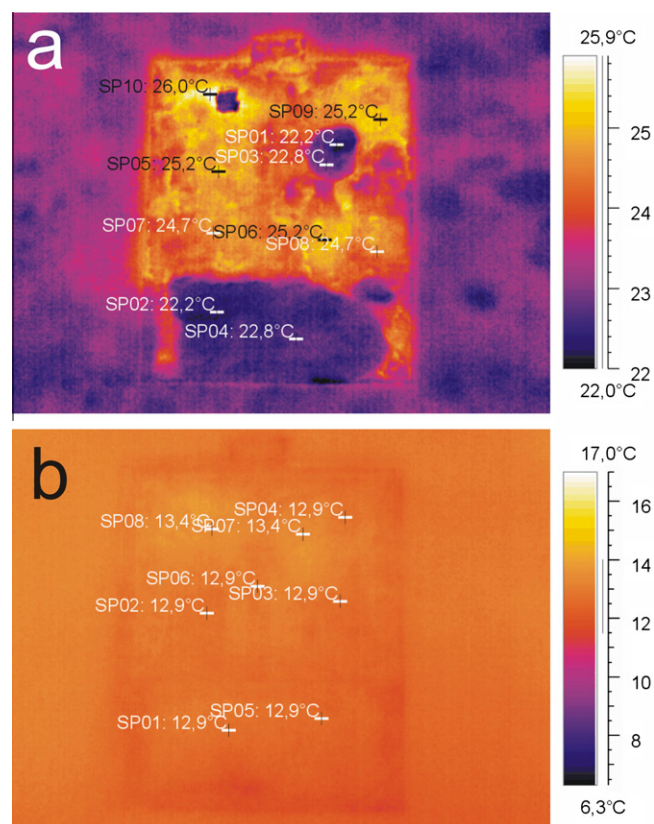 a
25,9°C
SP10: 26,0°C
SP09: 25,2°C
25
SP01: 22,2°C
SP03: 22,8°C
SP05: 25,2°C
24
SP07: 24,7°C
SP06: 25,2°C
SP08: 24,7°C
23
SP02: 22,2°C
SP04: 22,8°C
22
22,0°C
b
17,0°C
16
SP04: 12,9°C
SP08: 13,4°C
SP07: 13,4°C
14
SP06: 12,9°C
SP03: 12,9°C
SP02: 12,9°C
12
10
SP05: 12,9°C
SP01: 12,9°C
8
6,3°C